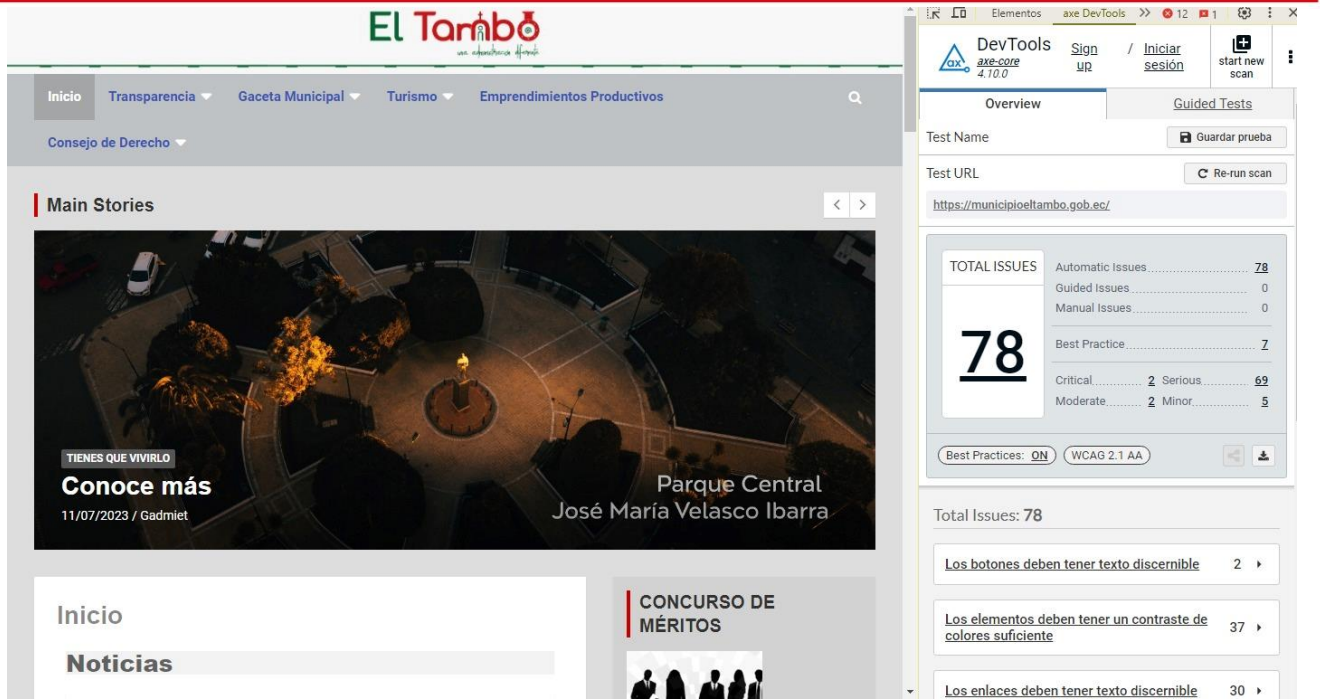 El Tambo
una administración diferente
Inicio Transparencia Gaceta Municipal Turismo Emprendimientos Productivos
Consejo de Derecho
Main Stories
TIENES QUE VIVIRLO
Conoce más
11/07/2023 / Gadmiet
Parque Central
José María Velasco Ibarra
Inicio
Noticias
CONCURSO DE
MÉRITOS
Elementos axe DevTools 12 1
DevTools
axe-core
4.10.0
Sign
up
/ Iniciar
sesión
start new
scan
Overview Guided Tests
Test Name Guardar prueba
Test URL Re-run scan
https://municipioeltambo.gob.ec/
TOTAL ISSUES
78
Automatic Issues 78
Guided Issues 0
Manual Issues 0
Best Practice 7
Critical 2 Serious 69
Moderate 2 Minor 5
Best Practices: ON WCAG 2.1 AA
Total Issues: 78
Los botones deben tener texto discernible 2
Los elementos deben tener un contraste de
colores suficiente 37
Los enlaces deben tener texto discernible 30